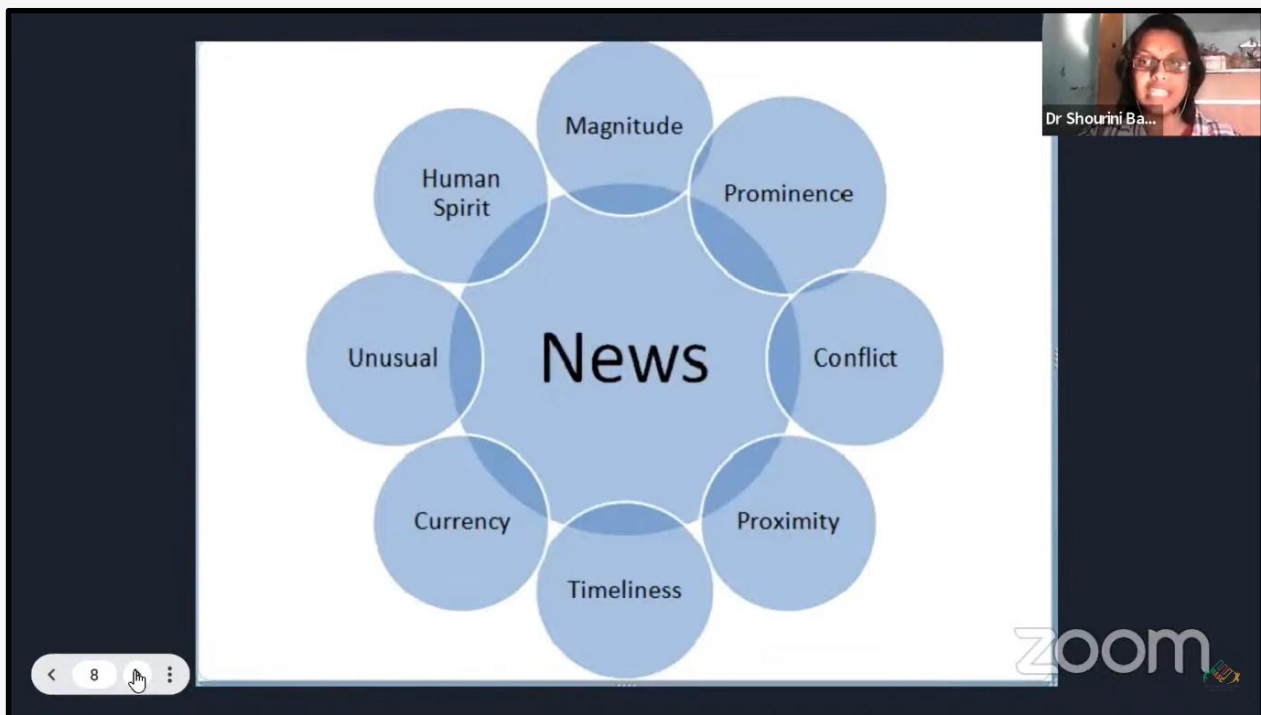 Magnitude
Prominence
Human
Spirit
News
Unusual
Conflict
Currency
Proximity
Timeliness
Dr Shourini Ba...
8
zoom